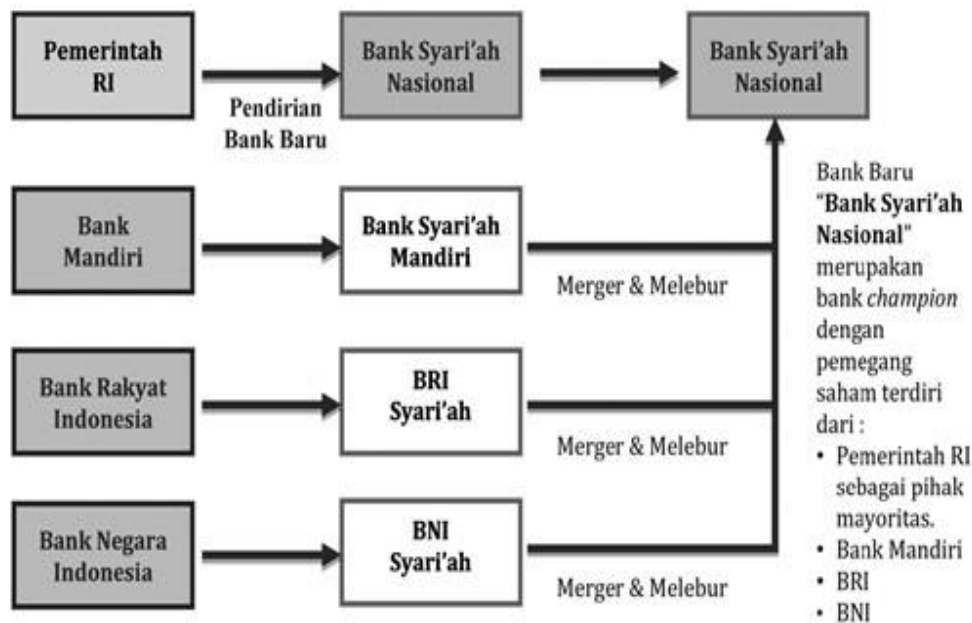 Pemerintah
RI
Pendirian
Bank Baru
Bank Syari'ah
Nasional
Bank Syari'ah
Nasional
Bank
Mandiri
Bank Syari'ah
Mandiri
Merger & Melebur
Bank Rakyat
Indonesia
BRI
Syari'ah
Merger & Melebur
Bank Negara
Indonesia
BNI
Syari'ah
Merger & Melebur
Bank Baru
"Bank Syari'ah
Nasional"
merupakan
bank champion
dengan
pemegang
saham terdiri
dari :
• Pemerintah RI
sebagai pihak
mayoritas.
• Bank Mandiri
• BRI
• BNI